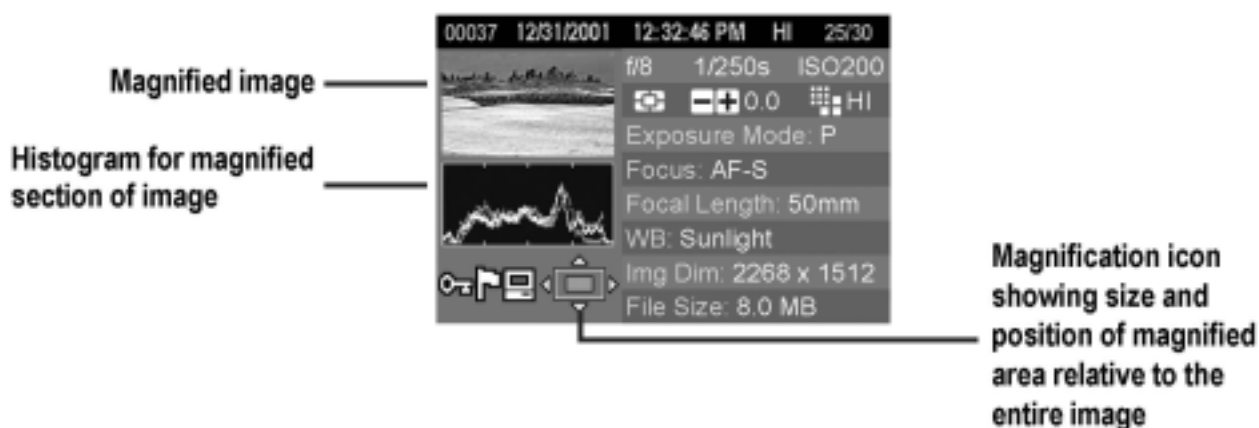 00037 12/31/2001 12:32:46 PM HI 25/30
Magnified image
f/8 1/250s ISO200
0.0 HI
Exposure Mode: P
Histogram for magnified
section of image
Focus: AF-S
Focal Length: 50mm
WB: Sunlight
Img Dim: 2268 x 1512
File Size: 8.0 MB
Magnification icon
showing size and
position of magnified
area relative to the
entire image